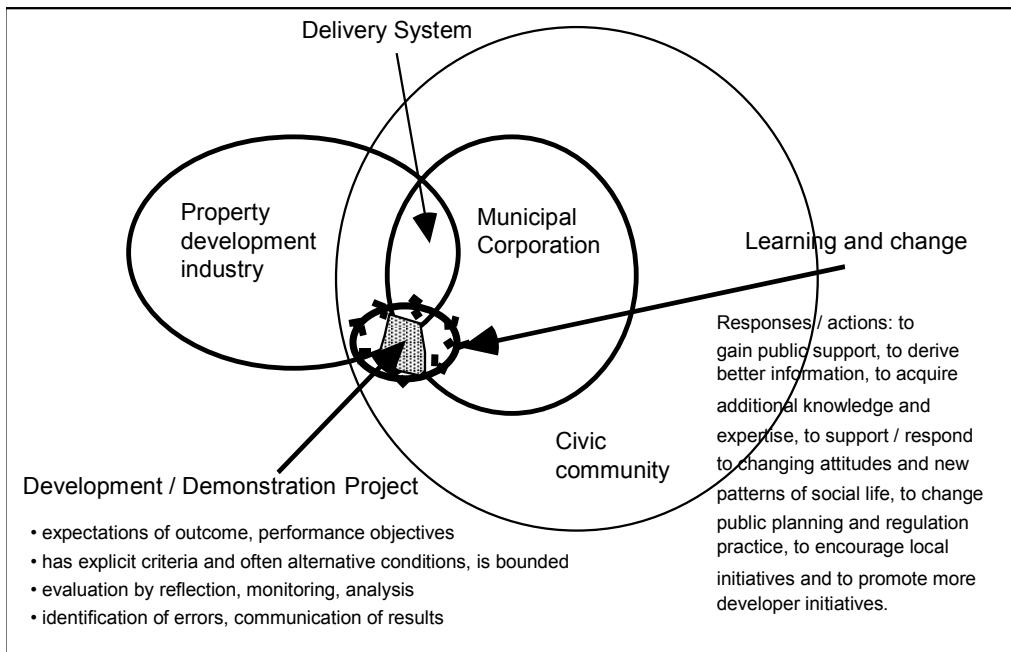 Delivery System
Property
development
industry
Municipal
Corporation
Learning and change
Responses / actions: to
gain public support, to derive
better information, to acquire
additional knowledge and
expertise, to support / respond
to changing attitudes and new
patterns of social life, to change
public planning and regulation
practice, to encourage local
initiatives and to promote more
developer initiatives.
Civic
community
Development / Demonstration Project
• expectations of outcome, performance objectives
• has explicit criteria and often alternative conditions, is bounded
• evaluation by reflection, monitoring, analysis
• identification of errors, communication of results